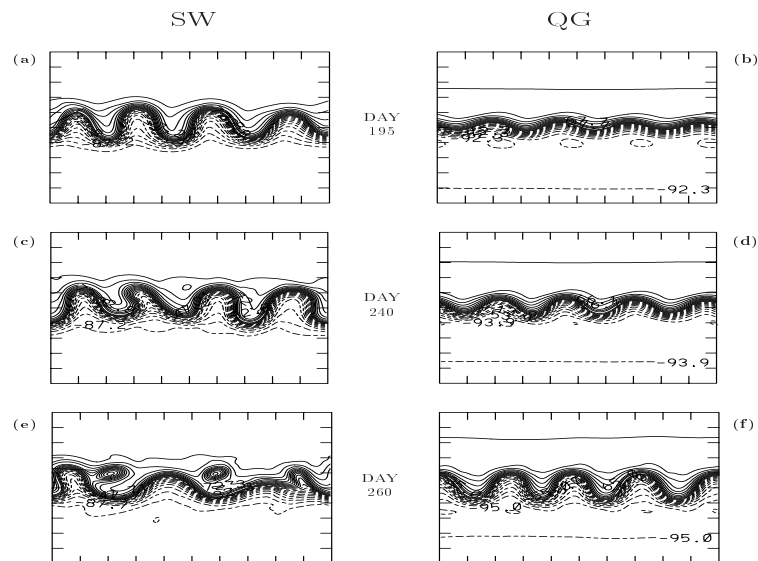 SW QG
(a) (b)
DAY
195
-92.3
(c) (d)
DAY
240
-87.2
-93.9
-93.9
(e) (f)
DAY
260
-95.0
-95.0